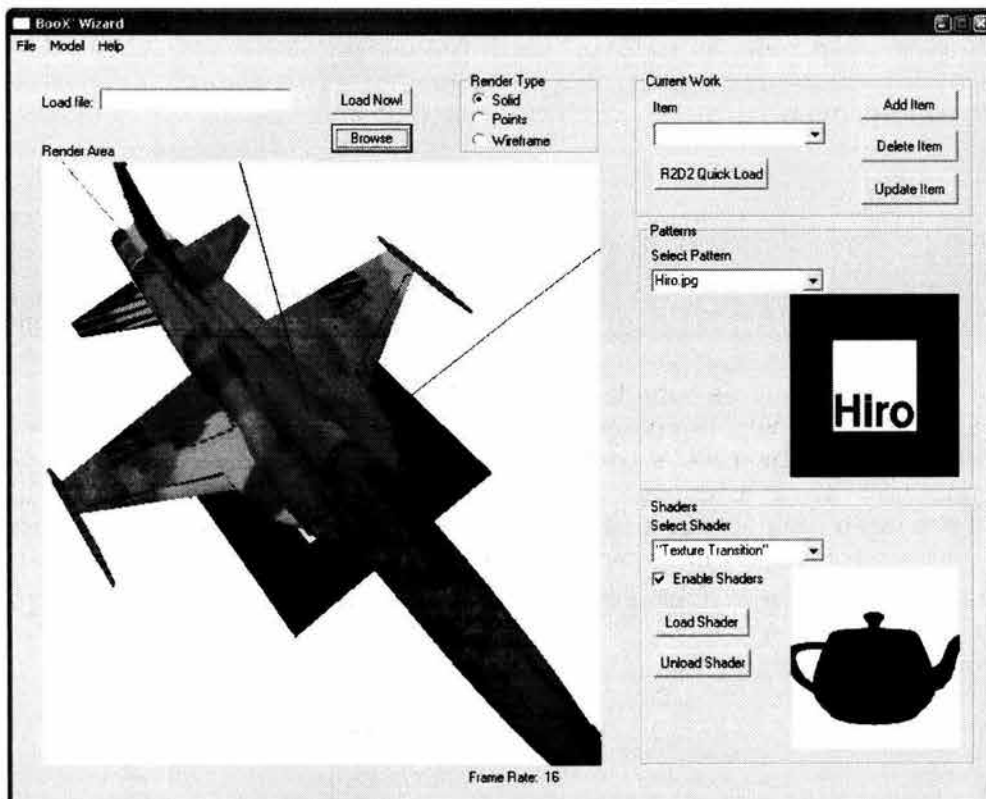 BooX Wizard
File Model Help
Load file:
Load Now!
Browse
Render Type
Solid
Points
Wireframe
Render Area
Frame Rate: 16
Current Work
Item
Add Item
Delete Item
R2D2 Quick Load
Update Item
Patterns
Select Pattern
Hiro.jpg
Hiro
Shaders
Select Shader
"Texture Transition"
Enable Shaders
Load Shader
Unload Shader